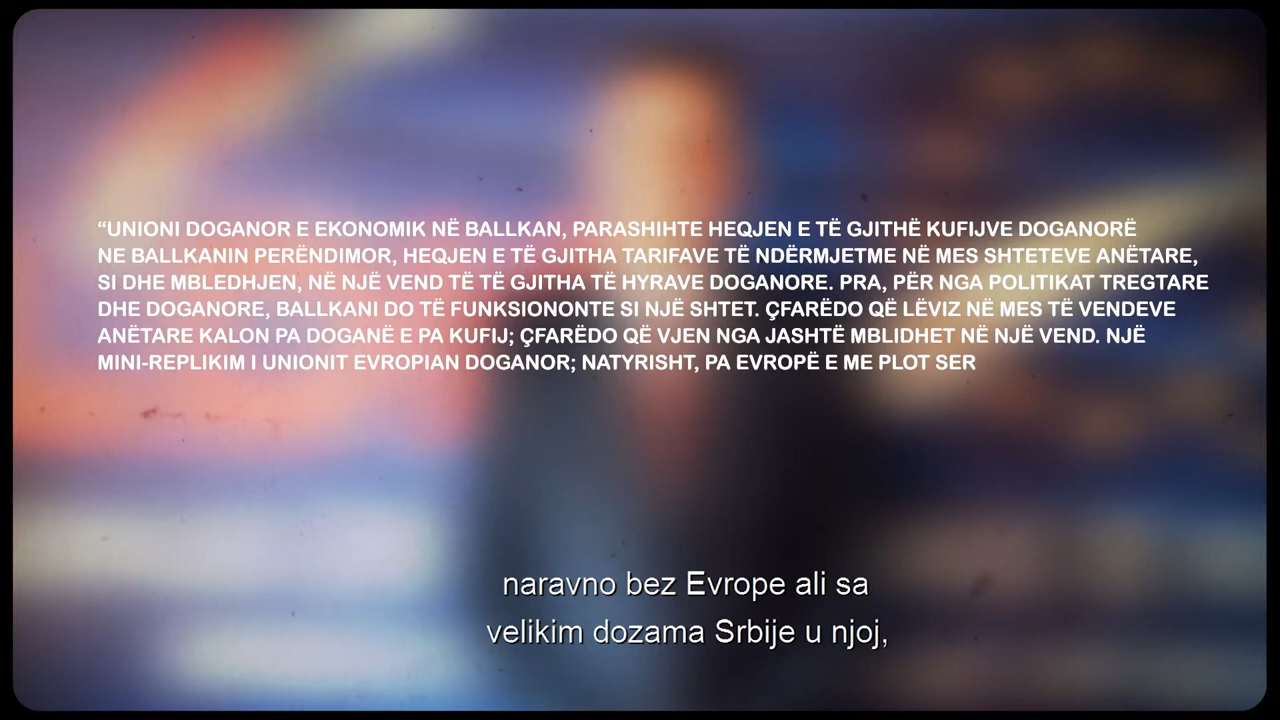 “UNIONI DOGANOR E EKONOMIK NË BALLKAN, PARASHIHTE HEQJEN E TË GJITHË KUFIJVE DOGANORË
NE BALLKANIN PERËNDIMOR, HEQJEN E TË GJITHA TARIFAVE TË NDËRMJETME NË MES SHTETEVE ANËTARE,
SI DHE MBLEDHJEN, NË NJË VEND TË TË GJITHA TË HYRAVE DOGANORE. PRA, PËR NGA POLITIKAT TREGTARE
DHE DOGANORE, BALLKANI DO TË FUNKSIONONTE SI NJË SHTET. ÇFARËDO QË LËVIZ NË MES TË VENDEVE
ANËTARE KALON PA DOGANË E PA KUFIJ; ÇFARËDO QË VJEN NGA JASHTË MBLIDHET NË NJË VEND. NJË
MINI-REPLIKIM I UNIONIT EVROPIAN DOGANOR; NATYRISHT, PA EVROPË E ME PLOT SER
naravno bez Evrope ali sa
velikim dozama Srbije u njoj,